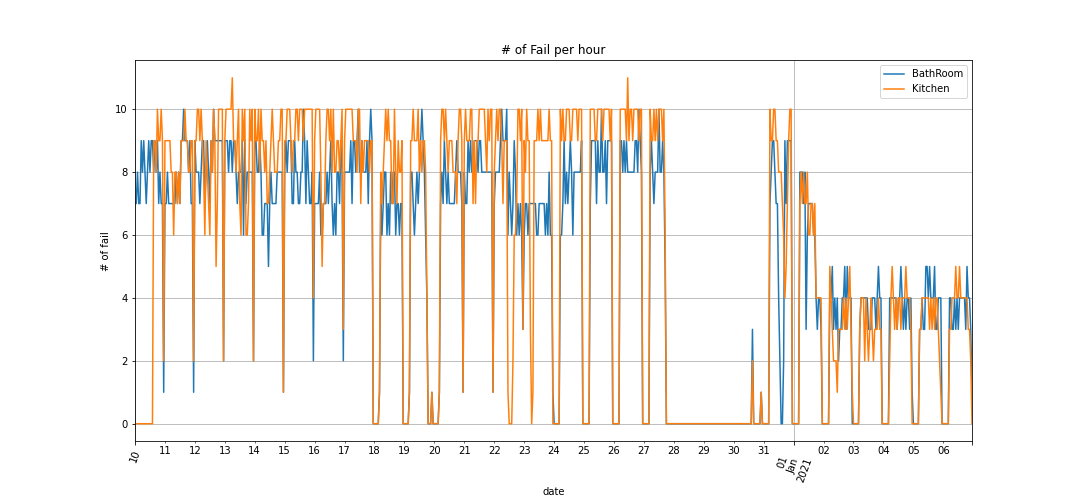 # of Fail per hour
BathRoom
Kitchen
# of fail
10
8
6
4
2
0
10 11 12 13 14 15 16 17 18 19 20 21 22 23 24 25 26 27 28 29 30 31 01 02 03 04 05 06
Jan
2021
date